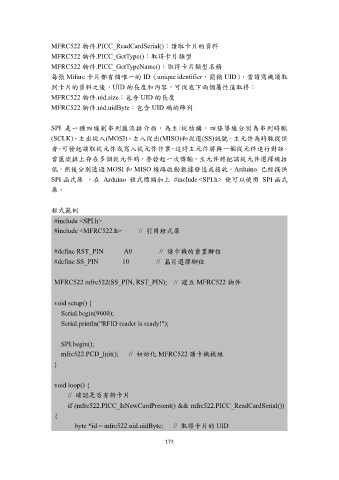 MFRC522 物件.PICC_ReadCardSerial()：讀取卡片的資料
MFRC522 物件.PICC_GetType()：取得卡片類型
MFRC522 物件.PICC_GetTypeName()：取得卡片類型名稱
每張 Mifare 卡片都有個唯一的 ID（unique identifier，簡稱 UID），當讀寫機讀取
到卡片的資料之後，UID 的長度和內容，可從底下兩個屬性值取得：
MFRC522 物件.uid.size：包含 UID 的長度
MFRC522 物件.uid.uidByte：包含 UID 碼的陣列
SPI 是一種四線制串列匯流排介面，為主/從結構，四條導線分別為串列時脈
(SCLK)、主出從入(MOSI)、主入從出(MISO)和從選(SS)訊號。主元件為時脈提供
者，可發起讀取從元件或寫入從元件作業。這時主元件將與一個從元件進行對話。
當匯流排上存在多個從元件時，要發起一次傳輸，主元件將把該從元件選擇線拉
低，然後分別透過 MOSI 和 MISO 線路啟動數據發送或接收。Arduino 已經提供
SPI 函式庫 ，在 Arduino 程式標頭加上 #include <SPI.h> 便可以使用 SPI 函式
庫。
程式範例
#include <SPI.h>
#include <MFRC522.h> // 引用程式庫
#define RST_PIN A0 // 讀卡機的重置腳位
#define SS_PIN 10 // 晶片選擇腳位
MFRC522 mfrc522(SS_PIN, RST_PIN); // 建立 MFRC522 物件
void setup() {
Serial.begin(9600);
Serial.println("RFID reader is ready!");
SPI.begin();
mfrc522.PCD_Init(); // 初始化 MFRC522 讀卡機模組
}
void loop() {
// 確認是否有新卡片
if (mfrc522.PICC_IsNewCardPresent() && mfrc522.PICC_ReadCardSerial())
{
byte *id = mfrc522.uid.uidByte; // 取得卡片的 UID
172